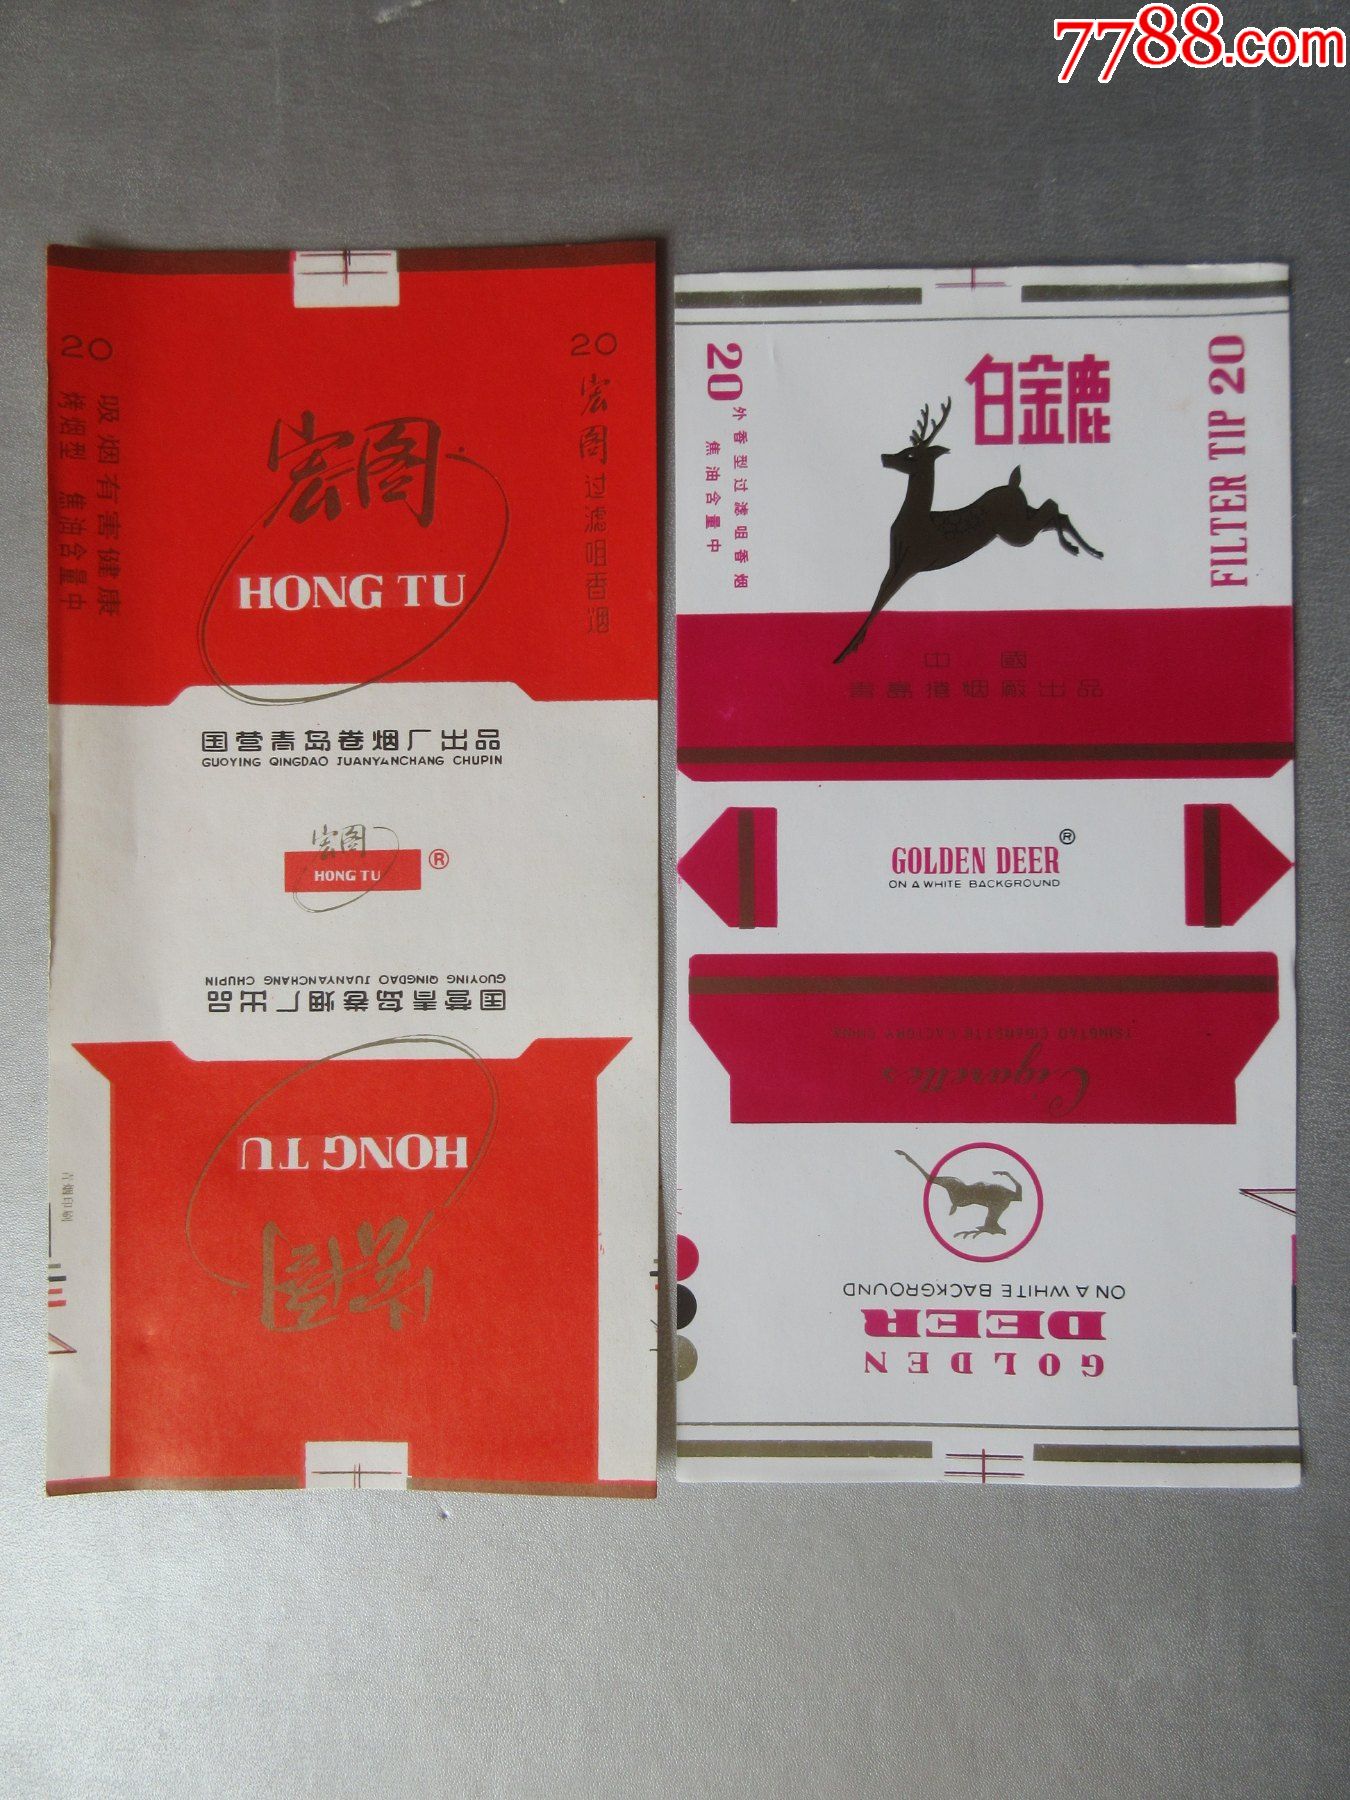 7788.com
20
吸烟有害健康
烤烟型 焦油含量中
宏图
HONG TU
20
宏图过滤咀香烟
国营青岛卷烟厂出品
GUOYING QINGDAO JUANYANCHANG CHUPIN
宏图
HONG TU
®
GUOYING QINGDAO JUANYANCHANG CHUPIN
国营青岛卷烟厂出品
HONG TU
宏图
20
外香型过滤咀香烟
焦油含量中
白金鹿
FILTER TIP 20
中國
青島捲烟廠出品
GOLDEN DEER®
ON A WHITE BACKGROUND
TSINGTAO CIGARETTE FACTORY CHINA
Cigarettes
ON A WHITE BACKGROUND
DEER
GOLDEN